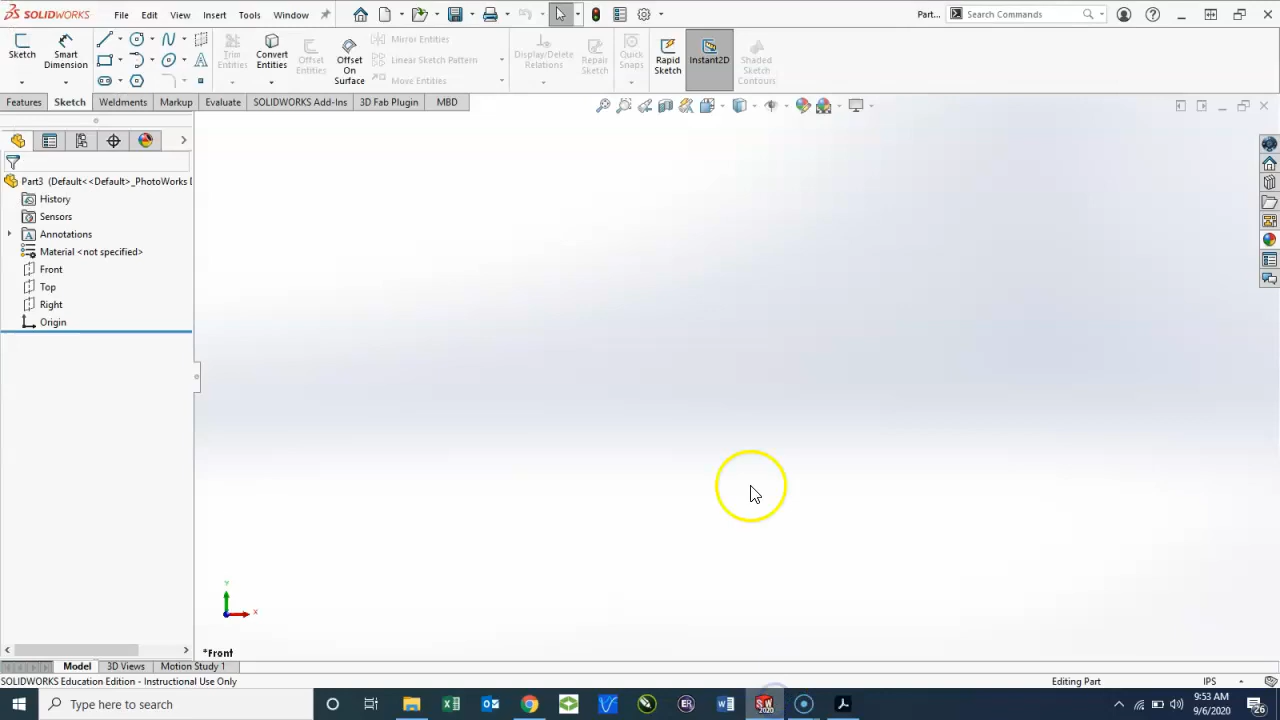 SOLIDWORKS File Edit View Insert Tools Window Part... Search Commands
Sketch Smart Dimension Trim Entities Convert Entities Offset Entities Offset On Surface Mirror Entities Linear Sketch Pattern Move Entities Display/Delete Relations Repair Sketch Quick Snaps Rapid Sketch Instant2D Shaded Sketch Contours
Features Sketch Weldments Markup Evaluate SOLIDWORKS Add-Ins 3D Fab Plugin MBD
Part3 (Default<<Default>_PhotoWorks
History
Sensors
Annotations
Material <not specified>
Front
Top
Right
Origin
Y
X
*Front
Model 3D Views Motion Study 1
SOLIDWORKS Education Edition - Instructional Use Only Editing Part IPS
Type here to search 9:53 AM
9/6/2020